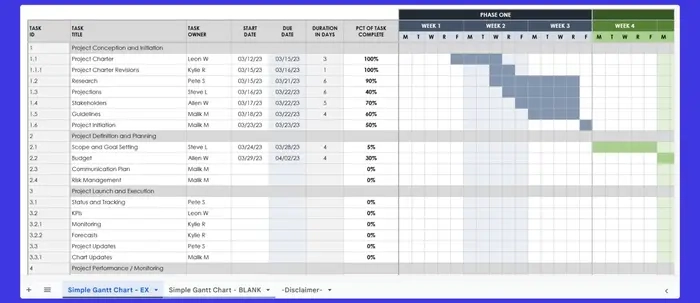 PHASE ONE
TASK ID TASK TITLE TASK OWNER START DATE DUE DATE DURATION IN DAYS PCT OF TASK COMPLETE WEEK 1 WEEK 2 WEEK 3 WEEK 4
M T W R F M T W R F M T W R F M T W R F M
1 Project Conception and Initiation
1.1 Project Charter Leon W 03/12/23 03/15/23 3 100%
1.1.1 Project Charter Revisions Kylie R 03/15/23 03/16/23 1 100%
1.2 Research Pete S 03/15/23 03/21/23 6 90%
1.3 Projections Steve L 03/16/23 03/22/23 6 40%
1.4 Stakeholders Allen W 03/17/23 03/22/23 5 70%
1.5 Guidelines Malik M 03/18/23 03/22/23 4 60%
1.6 Project Initiation Malik M 03/23/23 03/23/23 50%
2 Project Definition and Planning
2.1 Scope and Goal Setting Steve L 03/24/23 03/28/23 4 5%
2.2 Budget Allen W 03/29/23 04/02/23 4 30%
2.3 Communication Plan Malik M 0%
2.4 Risk Management Malik M 0%
3 Project Launch and Execution
3.1 Status and Tracking Pete S 0%
3.2 KPIs Leon W 0%
3.2.1 Monitoring Kylie R 0%
3.2.2 Forecasts Kylie R 0%
3.3 Project Updates Pete S 0%
3.3.1 Chart Updates Malik M 0%
4 Project Performance / Monitoring
Simple Gantt Chart - EX Simple Gantt Chart - BLANK -Disclaimer-